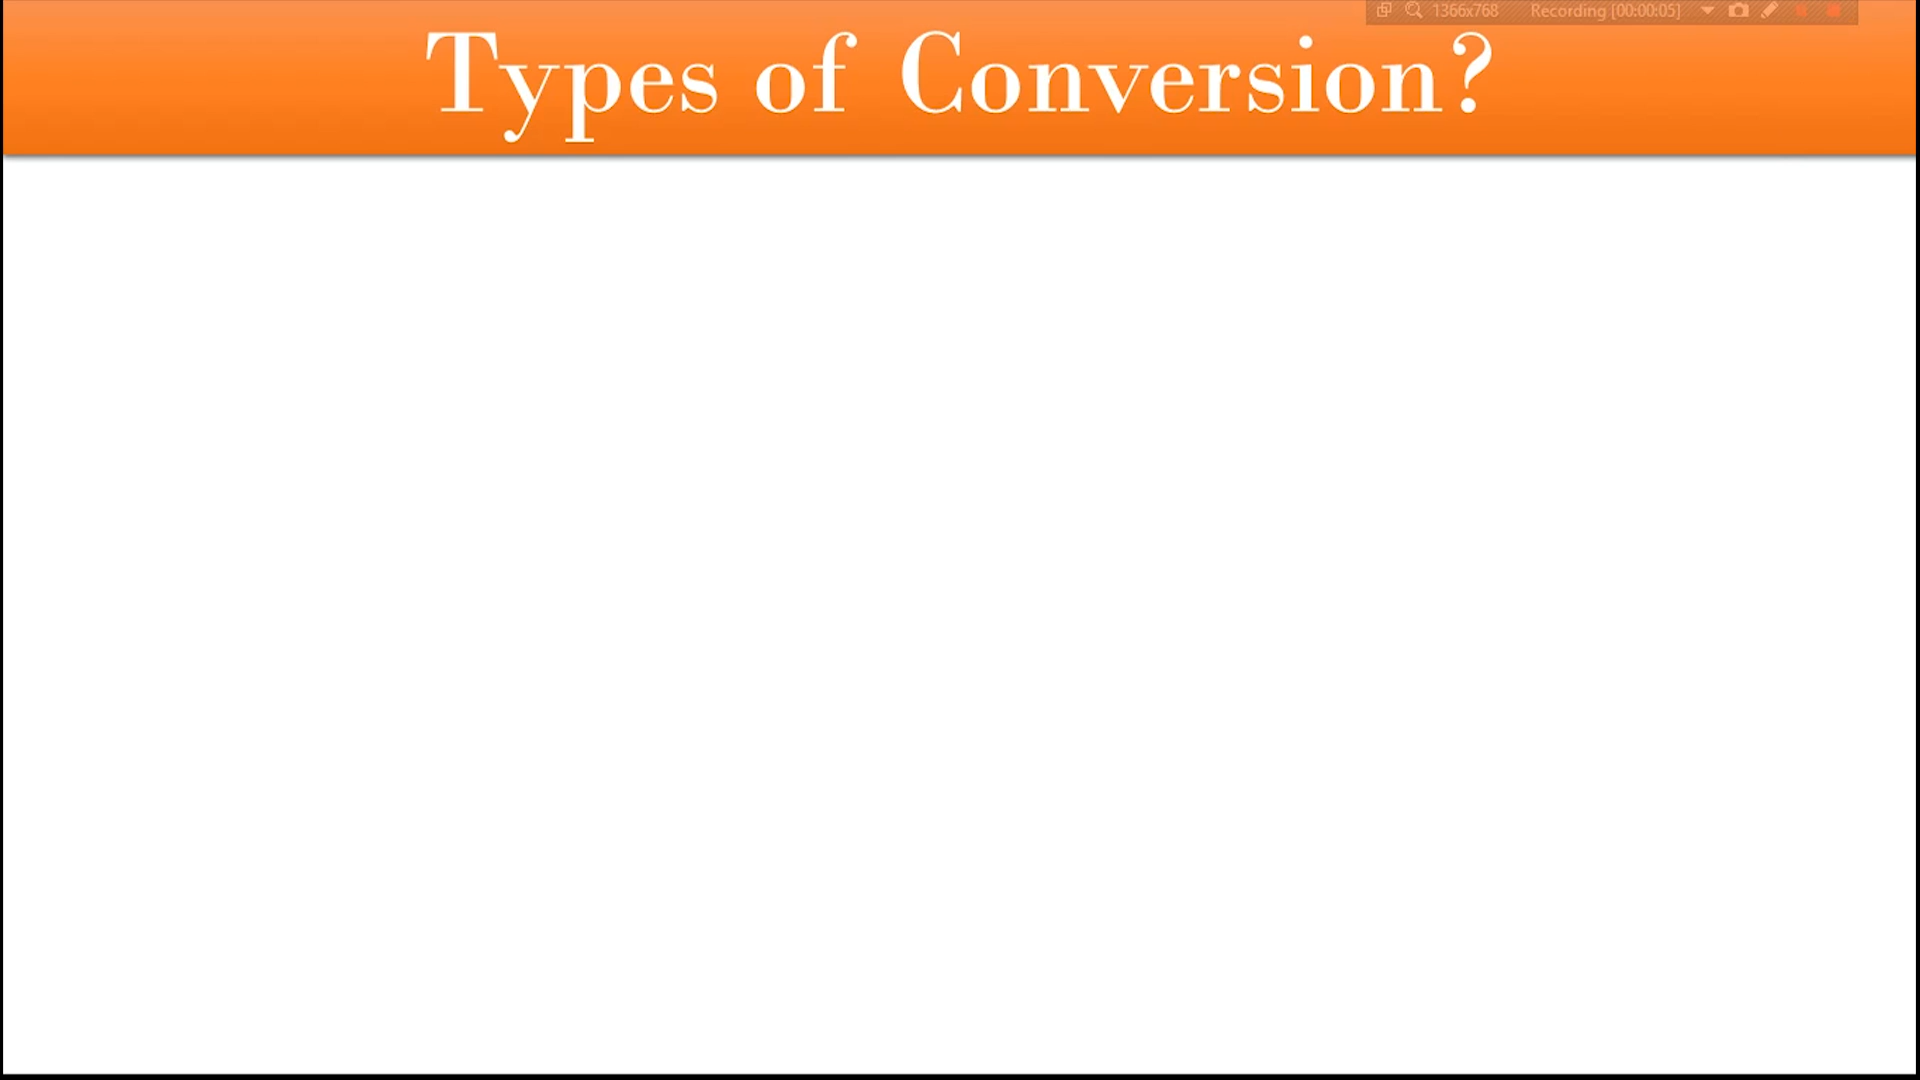 1366x768 Recording [00:00:05]
Types of Conversion?